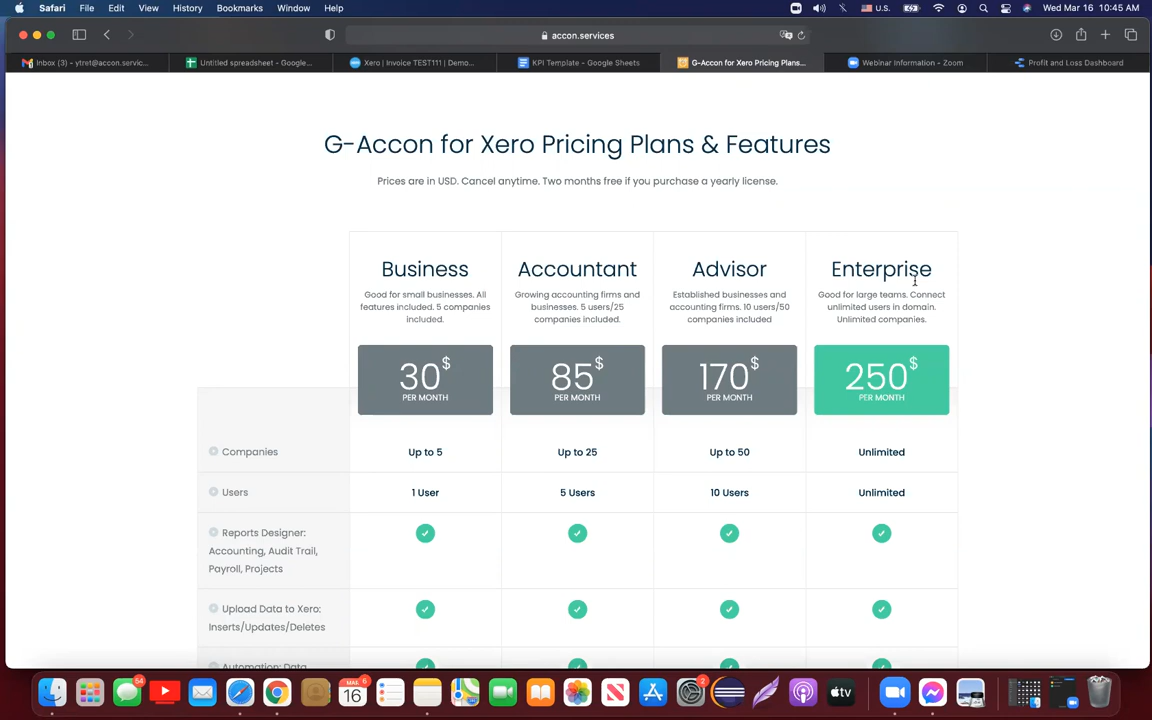 Safari File Edit View History Bookmarks Window Help U.S. Wed Mar 16 10:45 AM
accon.services
Inbox (3) - ytret@accon.servic...
Untitled spreadsheet - Google...
Xero | Invoice TEST111 | Demo...
KPI Template - Google Sheets
G-Accon for Xero Pricing Plans...
Webinar Information - Zoom
Profit and Loss Dashboard
G-Accon for Xero Pricing Plans & Features
Prices are in USD. Cancel anytime. Two months free if you purchase a yearly license.
Business Accountant Advisor Enterprise
Good for small businesses. All
features included. 5 companies
included.
Growing accounting firms and
businesses. 5 users/25
companies included.
Established businesses and
accounting firms. 10 users/50
companies included
Good for large teams. Connect
unlimited users in domain.
Unlimited companies.
30$ 85$ 170$ 250$
PER MONTH PER MONTH PER MONTH PER MONTH
Companies Up to 5 Up to 25 Up to 50 Unlimited
Users 1 User 5 Users 10 Users Unlimited
Reports Designer:
Accounting, Audit Trail,
Payroll, Projects
Upload Data to Xero:
Inserts/Updates/Deletes
Automation: Data
54
MAR 6
16
2
tv